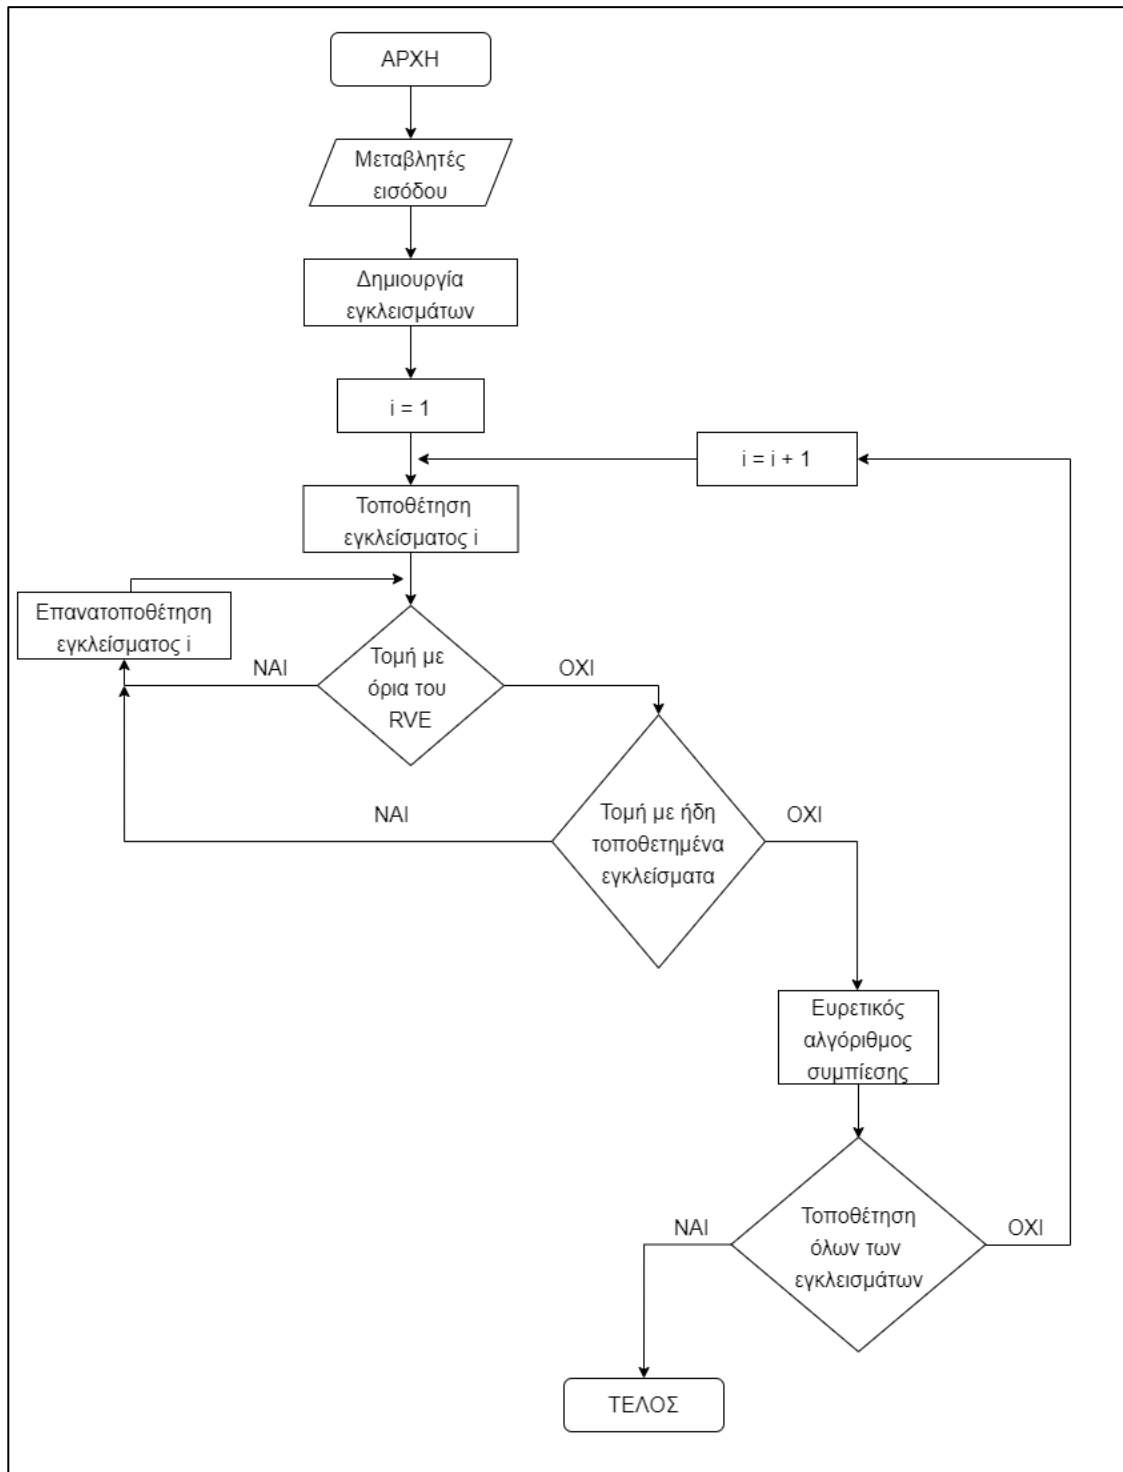 ΑΡΧΗ
Μεταβλητές
εισόδου
Δημιουργία
εγκλεισμάτων
i = 1
i = i + 1
Τοποθέτηση
εγκλείσματος i
Επανατοποθέτηση
εγκλείσματος i
ΝΑΙ
Τομή με
όρια του
RVE
ΟΧΙ
ΝΑΙ
Τομή με ήδη
τοποθετημένα
εγκλείσματα
ΟΧΙ
Ευρετικός
αλγόριθμος
συμπίεσης
ΝΑΙ
Τοποθέτηση
όλων των
εγκλεισμάτων
ΟΧΙ
ΤΕΛΟΣ